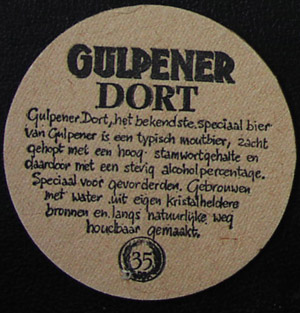 GULPENER
DORT
Gulpener Dort, het bekendste speciaal bier
van Gulpener is een typisch moutbier, zacht
gehopt met een hoog stamwortgehalte en
daardoor met een stevig alcoholpercentage.
Speciaal voor gevorderden. Gebrouwen
met water uit eigen kristalheldere
bronnen en langs natuurlijke weg
houdbaar gemaakt.
35